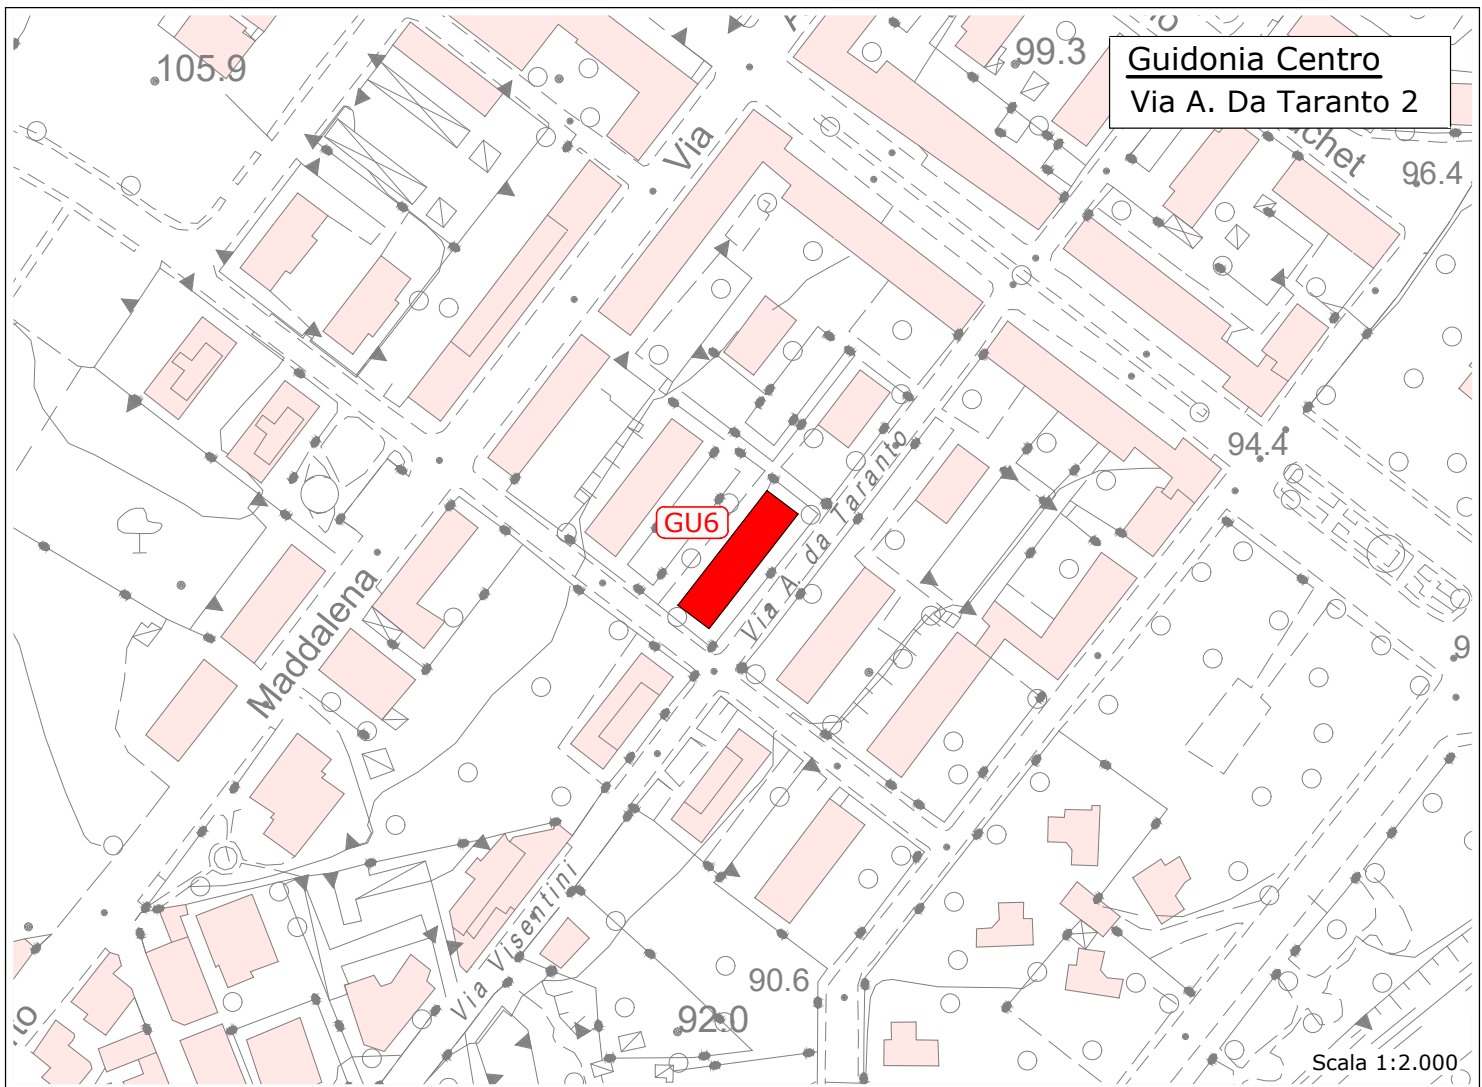 Guidonia Centro
Via A. Da Taranto 2
105.9
99.3
Via
96.4
94.4
GU6
Via A. da Taranto
Maddalena
Via Visentini
90.6
92.0
Scala 1:2.000